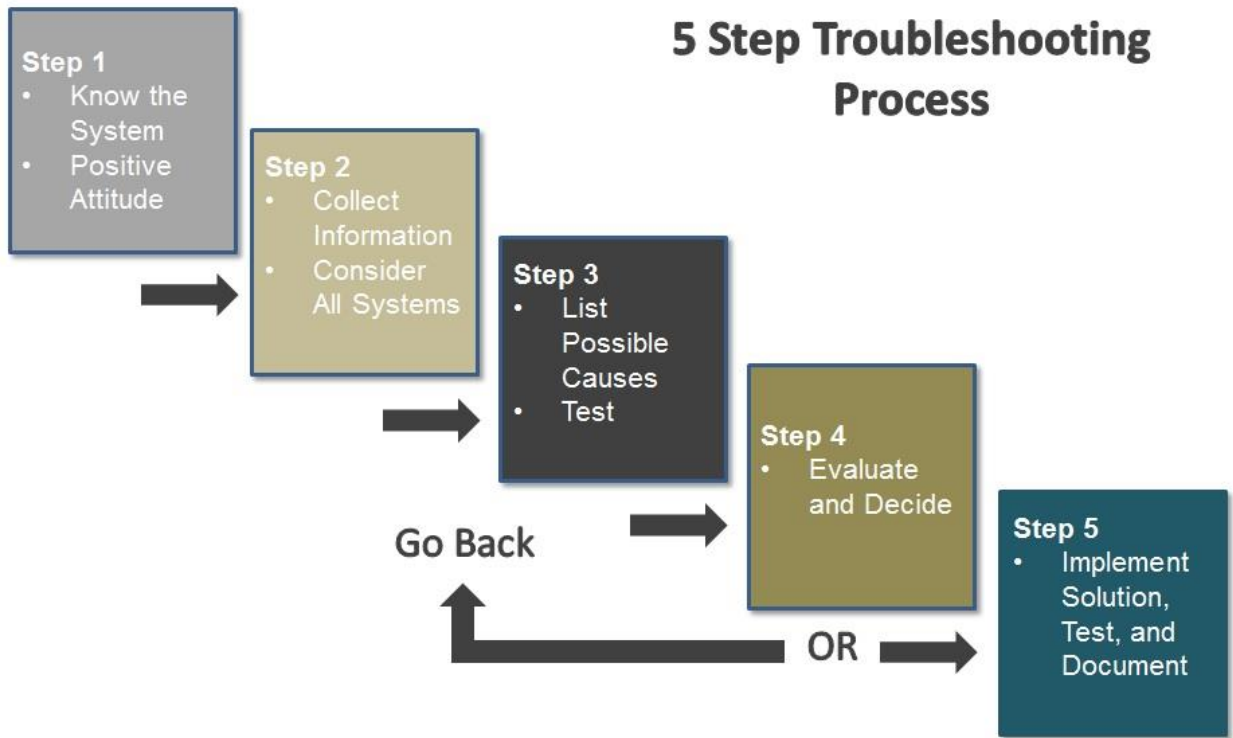 5 Step Troubleshooting
Process
Step 1
• Know the
System
• Positive
Attitude
Step 2
• Collect
Information
• Consider
All Systems
Step 3
• List
Possible
Causes
• Test
Step 4
• Evaluate
and Decide
Go Back
OR
Step 5
• Implement
Solution,
Test, and
Document